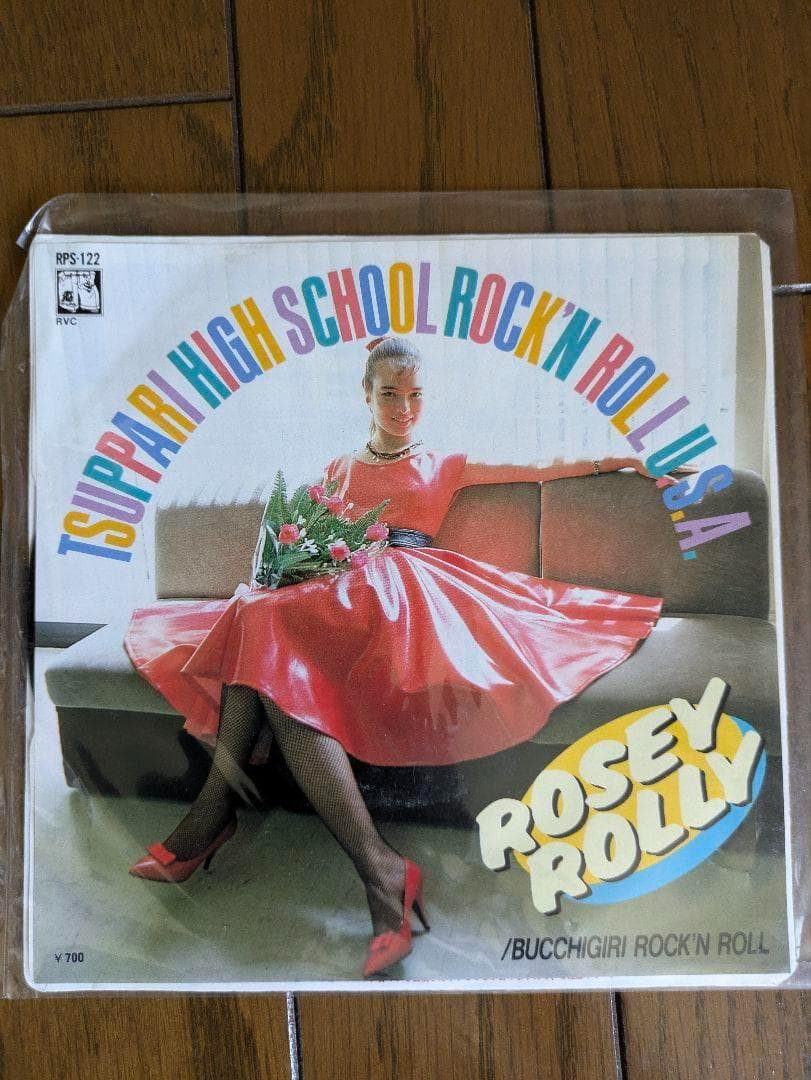 RPS-122
RVC
TSUPPARI HIGH SCHOOL ROCK'N ROLL U.S.A.
ROSEY
ROLLY
/BUCCHIGIRI ROCK'N ROLL
¥700